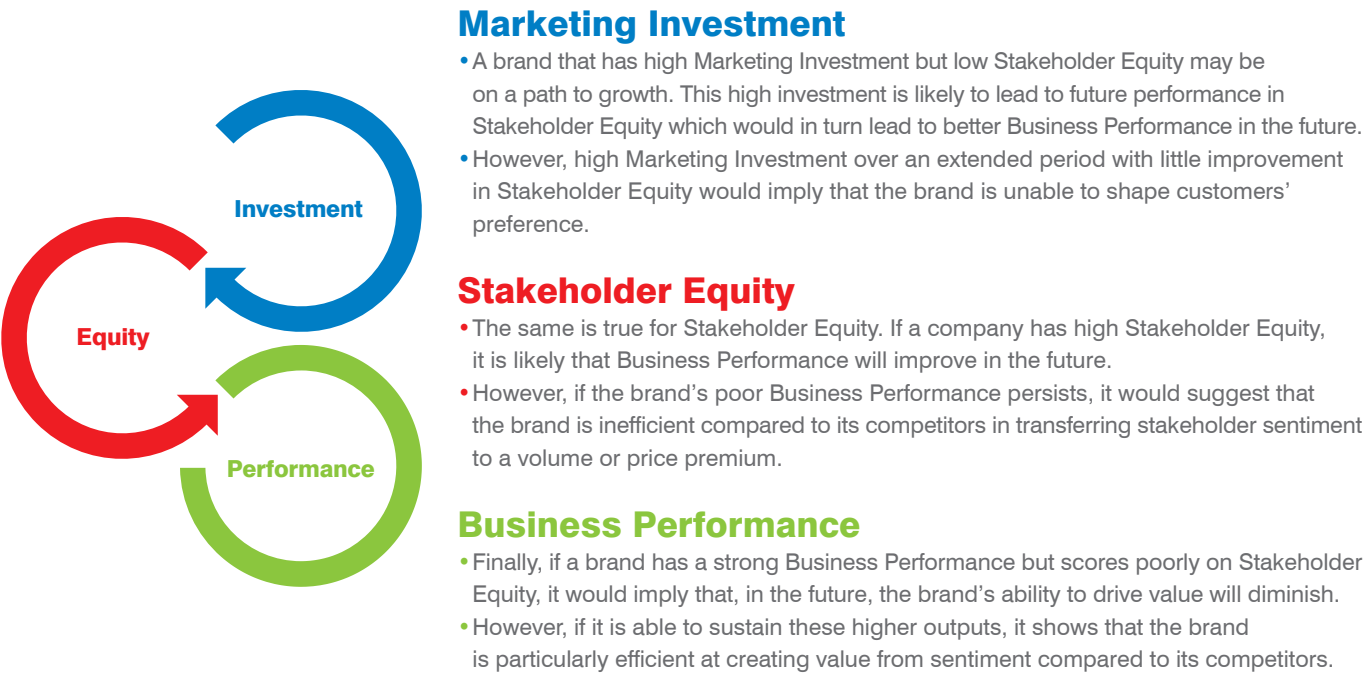 Marketing Investment
•A brand that has high Marketing Investment but low Stakeholder Equity may be
on a path to growth. This high investment is likely to lead to future performance in
Stakeholder Equity which would in turn lead to better Business Performance in the future.
•However, high Marketing Investment over an extended period with little improvement
in Stakeholder Equity would imply that the brand is unable to shape customers’
preference.
Investment
Stakeholder Equity
•The same is true for Stakeholder Equity. If a company has high Stakeholder Equity,
it is likely that Business Performance will improve in the future.
•However, if the brand’s poor Business Performance persists, it would suggest that
the brand is inefficient compared to its competitors in transferring stakeholder sentiment
to a volume or price premium.
Equity
Performance
Business Performance
•Finally, if a brand has a strong Business Performance but scores poorly on Stakeholder
Equity, it would imply that, in the future, the brand’s ability to drive value will diminish.
•However, if it is able to sustain these higher outputs, it shows that the brand
is particularly efficient at creating value from sentiment compared to its competitors.